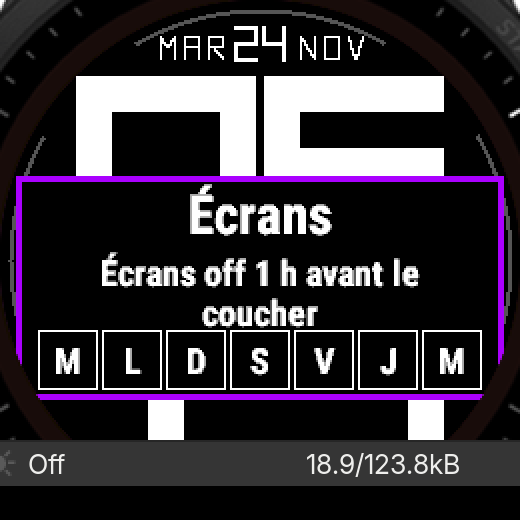 MAR 24 NOV
Écrans
Écrans off 1 h avant le
coucher
M L D S V J M
Off 18.9/123.8kB